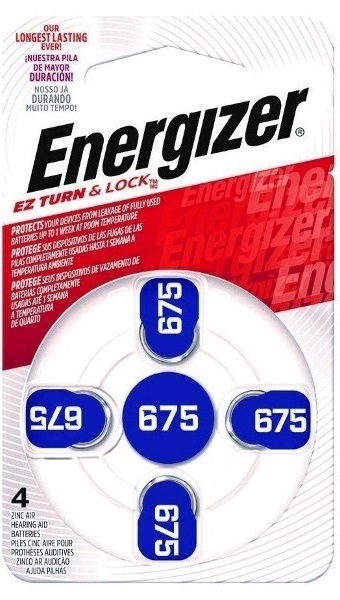 OUR
LONGEST LASTING
EVER!
¡NUESTRA PILA
DE MAYOR
DURACIÓN!
NOSSO JÁ
DURANDO
MUITO TEMPO!
Energizer®
EZ TURN & LOCK™
PROTECTS YOUR DEVICES FROM LEAKAGE OF FULLY USED
BATTERIES UP TO 1 WEEK AT ROOM TEMPERATURE
PROTEGE SUS DISPOSITIVOS DE LAS FUGAS DE LAS
PILAS COMPLETAMENTE USADAS HASTA 1 SEMANA A
TEMPERATURA AMBIENTE
PROTEGE SEUS DISPOSITIVOS DE VAZAMENTO DE
BATERIAS COMPLETAMENTE
USADAS ATÉ 1 SEMANA
A TEMPERATURA
DE QUARTO
675
675
675
675
675
4
ZINC AIR
HEARING AID
BATTERIES
PILES ZINC AIRE POUR
PROTHÈSES AUDITIVES
ZINCO AR AUDIÇÃO
AJUDA PILHAS